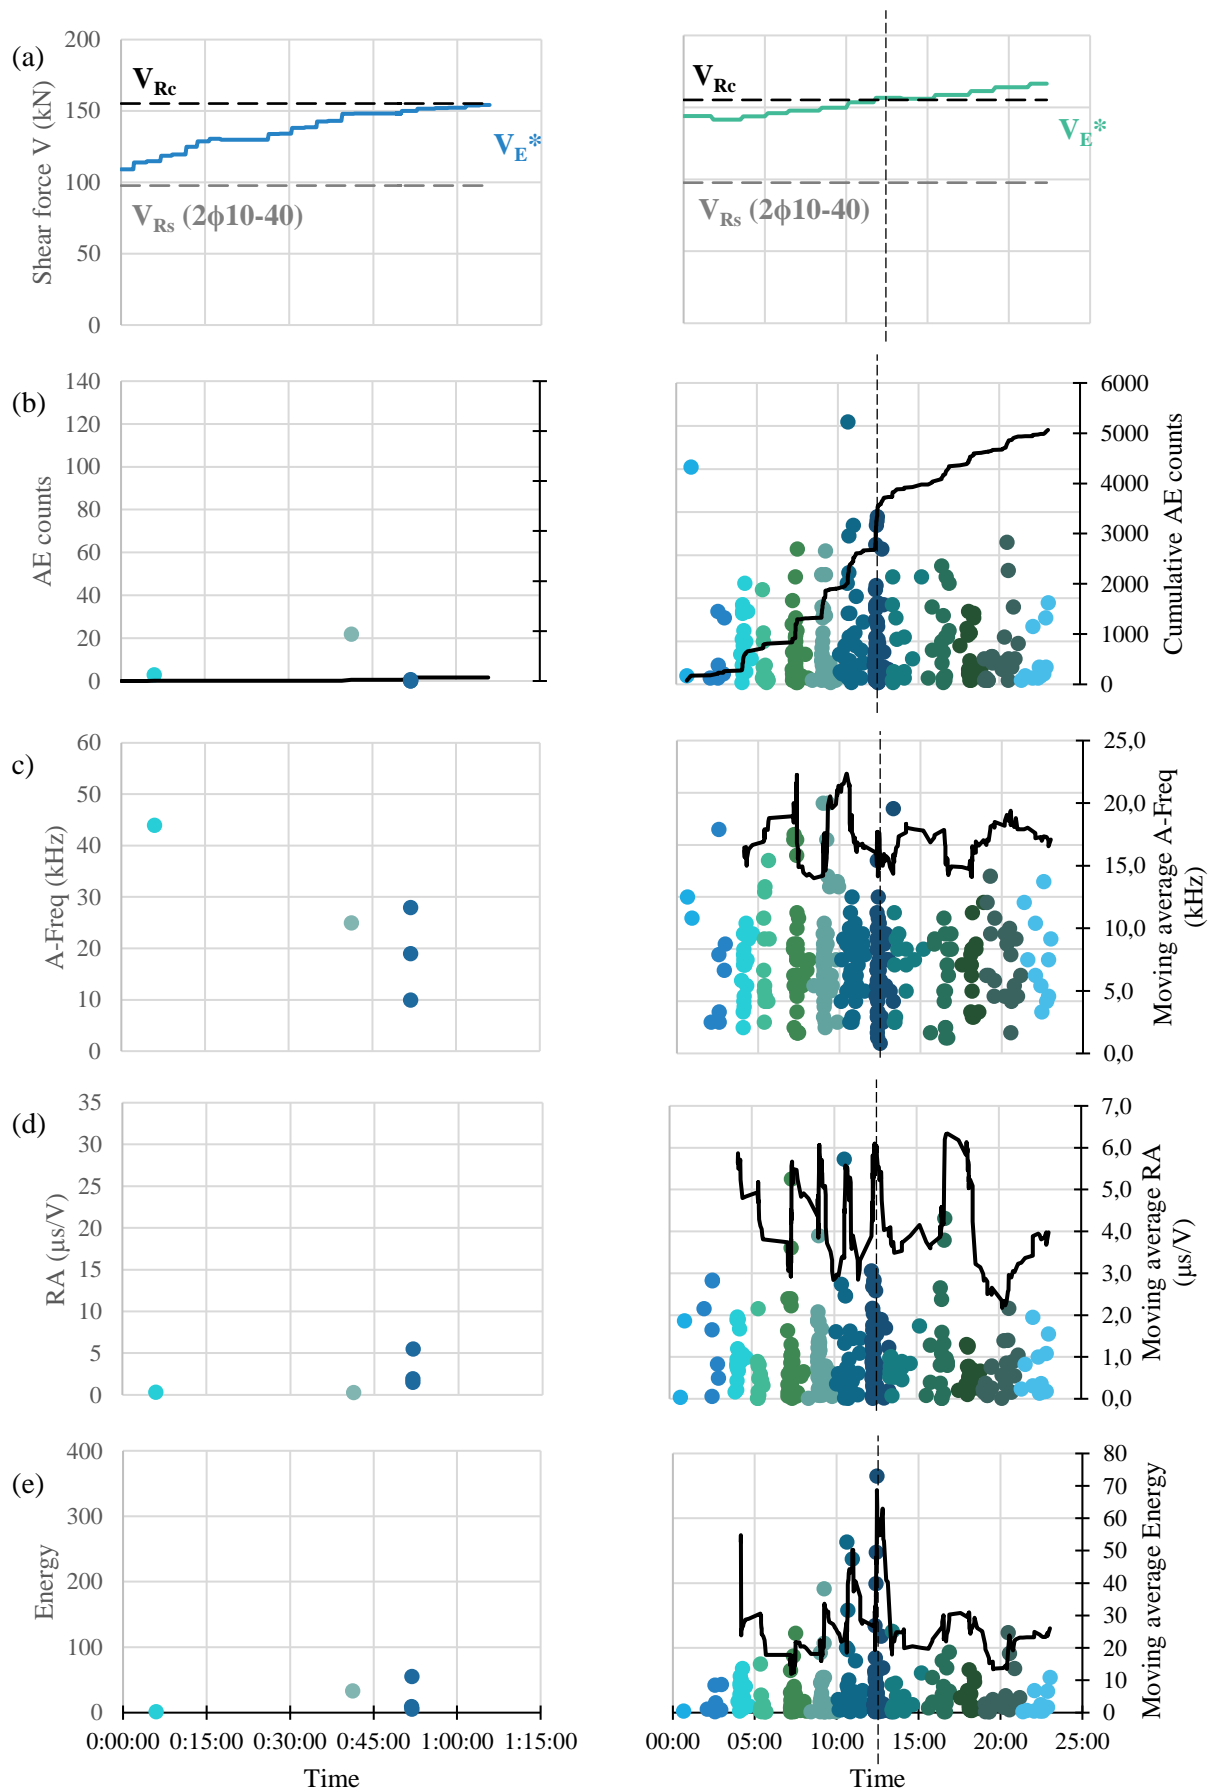 (a)
Shear force V (kN)
200
150
100
50
0
V_Rc
V_E*
V_Rs (2ϕ10-40)
V_Rc
V_E*
V_Rs (2ϕ10-40)
(b)
AE counts
140
120
100
80
60
40
20
0
6000
5000
4000
3000
2000
1000
0
Cumulative AE counts
c)
A-Freq (kHz)
60
50
40
30
20
10
0
25,0
20,0
15,0
10,0
5,0
0,0
Moving average A-Freq
(kHz)
(d)
RA (µs/V)
35
30
25
20
15
10
5
0
7,0
6,0
5,0
4,0
3,0
2,0
1,0
0,0
Moving average RA
(µs/V)
(e)
Energy
400
300
200
100
0
80
70
60
50
40
30
20
10
0
Moving average Energy
0:00:00 0:15:00 0:30:00 0:45:00 1:00:00 1:15:00
Time
00:00 05:00 10:00 15:00 20:00 25:00
Time